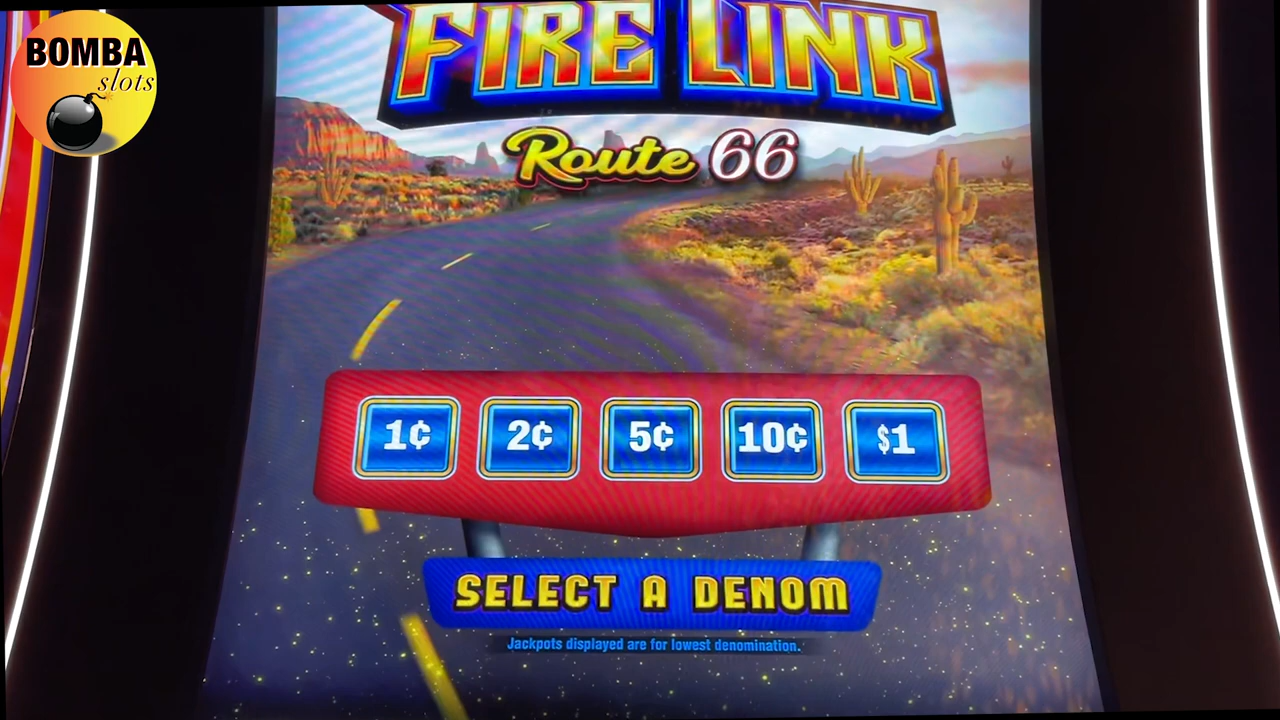 BOMBA
slots
FIRE LINK
Route 66
1¢ 2¢ 5¢ 10¢ $1
SELECT A DENOM
Jackpots displayed are for lowest denomination.